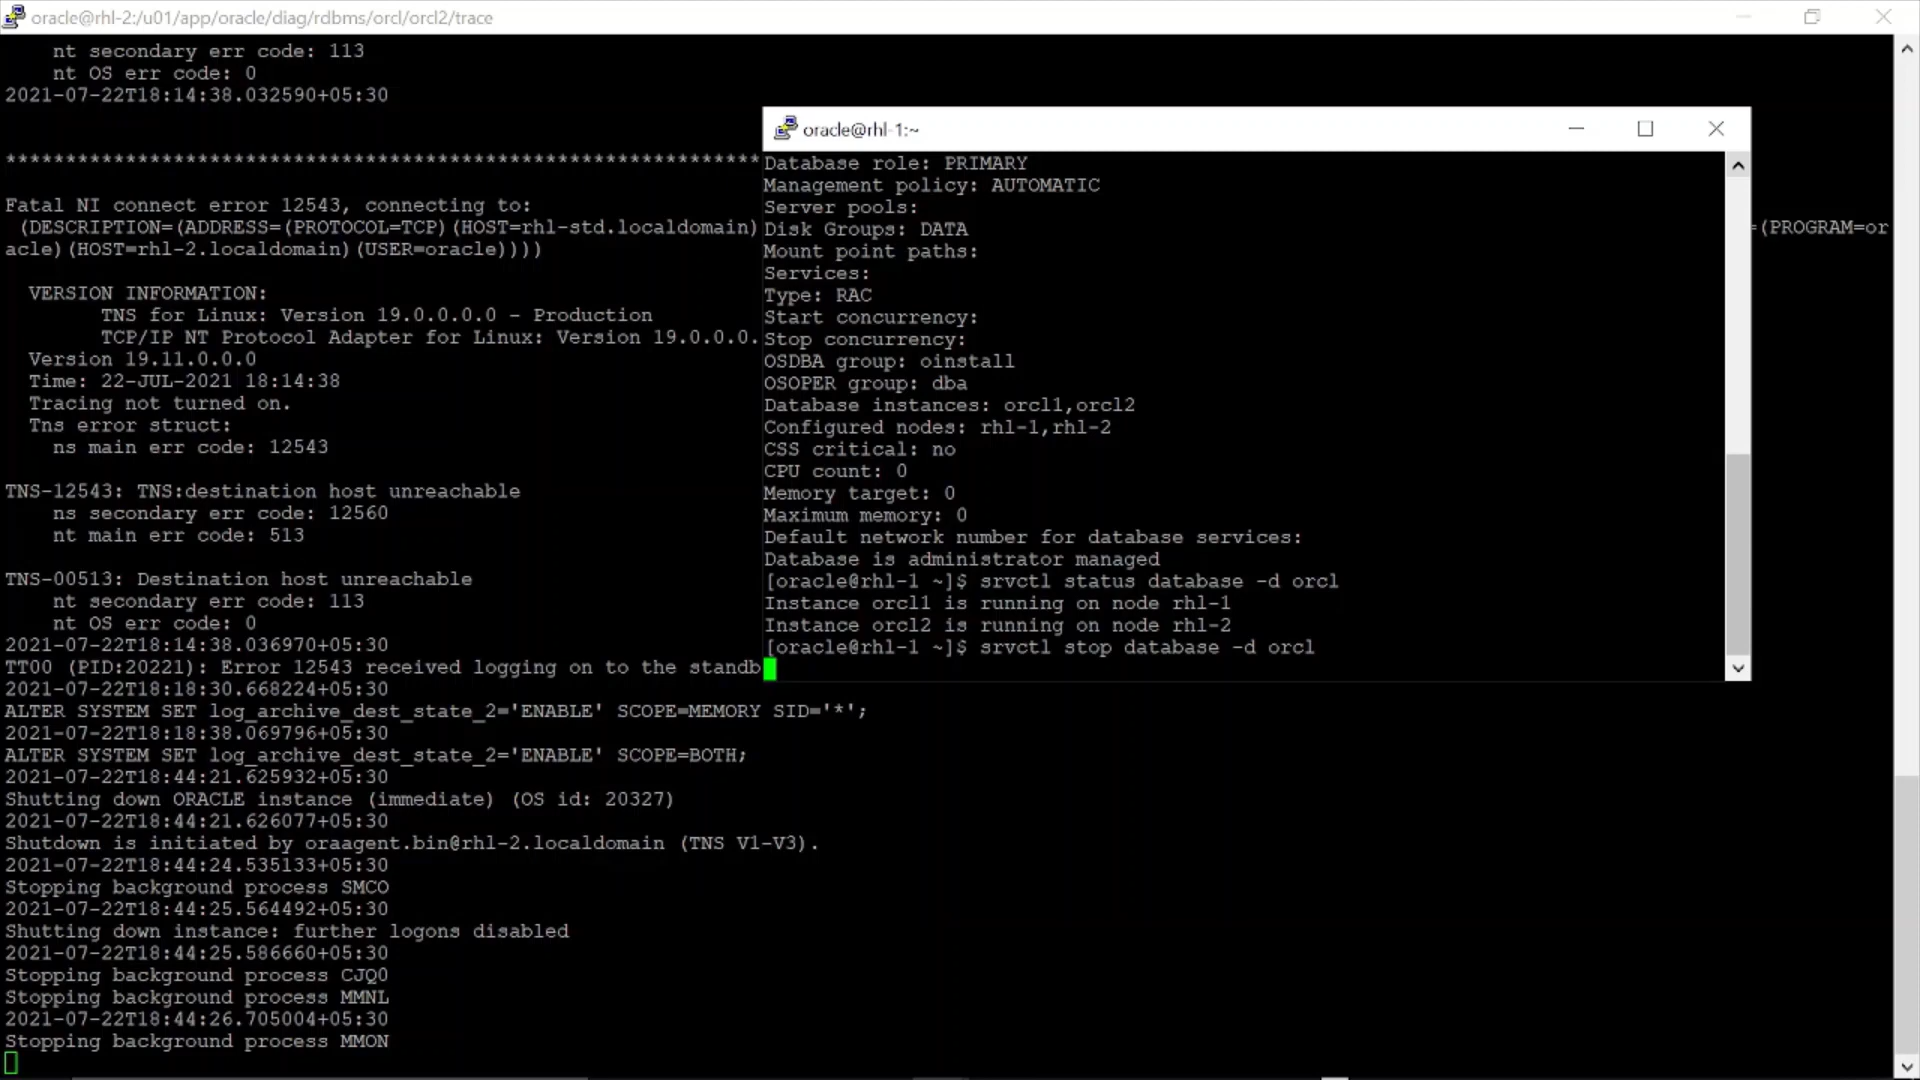 oracle@rhl-2:/u01/app/oracle/diag/rdbms/orcl/orcl2/trace
nt secondary err code: 113
nt OS err code: 0
2021-07-22T18:14:38.032590+05:30
***************************************************************
Fatal NI connect error 12543, connecting to:
(DESCRIPTION=(ADDRESS=(PROTOCOL=TCP)(HOST=rhl-std.localdomain)
=(PROGRAM=or
acle)(HOST=rhl-2.localdomain)(USER=oracle))))
VERSION INFORMATION:
TNS for Linux: Version 19.0.0.0.0 - Production
TCP/IP NT Protocol Adapter for Linux: Version 19.0.0.0.
Version 19.11.0.0.0
Time: 22-JUL-2021 18:14:38
Tracing not turned on.
Tns error struct:
ns main err code: 12543
TNS-12543: TNS:destination host unreachable
ns secondary err code: 12560
nt main err code: 513
TNS-00513: Destination host unreachable
nt secondary err code: 113
nt OS err code: 0
2021-07-22T18:14:38.036970+05:30
TT00 (PID:20221): Error 12543 received logging on to the standb
2021-07-22T18:18:30.668224+05:30
ALTER SYSTEM SET log_archive_dest_state_2='ENABLE' SCOPE=MEMORY SID='*';
2021-07-22T18:18:38.069796+05:30
ALTER SYSTEM SET log_archive_dest_state_2='ENABLE' SCOPE=BOTH;
2021-07-22T18:44:21.625932+05:30
Shutting down ORACLE instance (immediate) (OS id: 20327)
2021-07-22T18:44:21.626077+05:30
Shutdown is initiated by oraagent.bin@rhl-2.localdomain (TNS V1-V3).
2021-07-22T18:44:24.535133+05:30
Stopping background process SMCO
2021-07-22T18:44:25.564492+05:30
Shutting down instance: further logons disabled
2021-07-22T18:44:25.586660+05:30
Stopping background process CJQ0
Stopping background process MMNL
2021-07-22T18:44:26.705004+05:30
Stopping background process MMON
oracle@rhl-1:~
Database role: PRIMARY
Management policy: AUTOMATIC
Server pools:
Disk Groups: DATA
Mount point paths:
Services:
Type: RAC
Start concurrency:
Stop concurrency:
OSDBA group: oinstall
OSOPER group: dba
Database instances: orcl1,orcl2
Configured nodes: rhl-1,rhl-2
CSS critical: no
CPU count: 0
Memory target: 0
Maximum memory: 0
Default network number for database services:
Database is administrator managed
[oracle@rhl-1 ~]$ srvctl status database -d orcl
Instance orcl1 is running on node rhl-1
Instance orcl2 is running on node rhl-2
[oracle@rhl-1 ~]$ srvctl stop database -d orcl